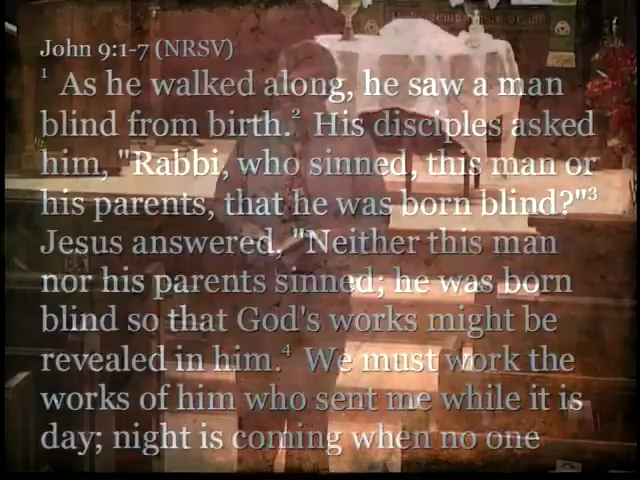 John 9:1-7 (NRSV)
¹ As he walked along, he saw a man
blind from birth.² His disciples asked
him, "Rabbi, who sinned, this man or
his parents, that he was born blind?"³
Jesus answered, "Neither this man
nor his parents sinned; he was born
blind so that God's works might be
revealed in him.⁴ We must work the
works of him who sent me while it is
day; night is coming when no one